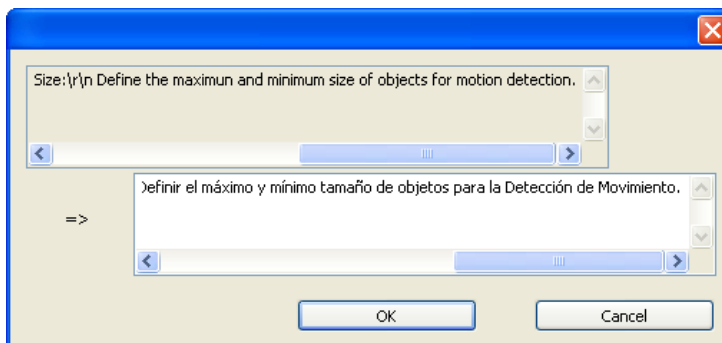 Size:\r\n Define the maximun and minimum size of objects for motion detection.
=>
Definir el máximo y mínimo tamaño de objetos para la Detección de Movimiento.
OK
Cancel